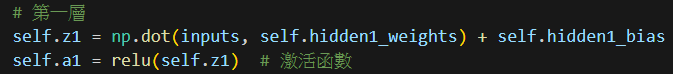 # 第一層
self.z1 = np.dot(inputs, self.hidden1_weights) + self.hidden1_bias
self.a1 = relu(self.z1)  # 激活函數